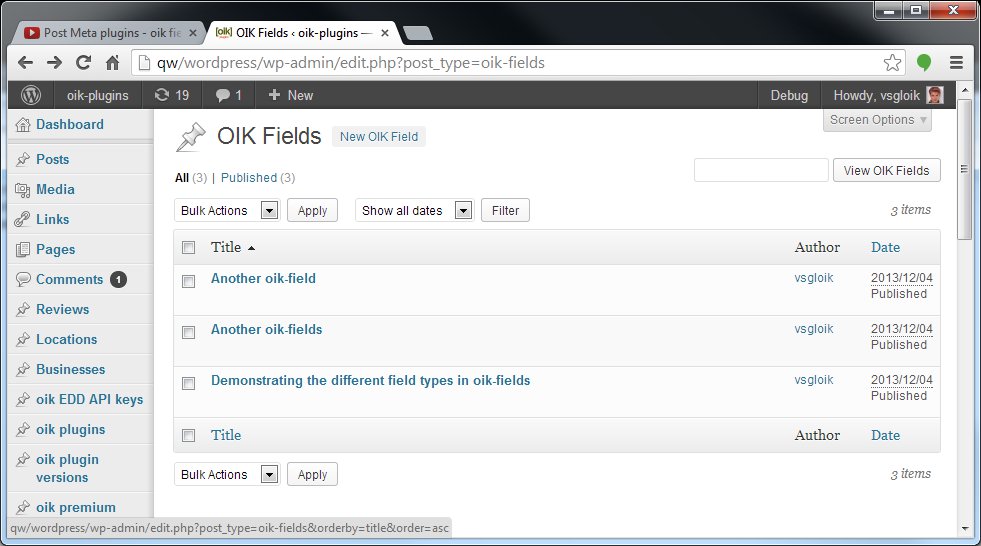 Post Meta plugins - oik fie
[oik] OIK Fields ‹ oik-plugins —
qw/wordpress/wp-admin/edit.php?post_type=oik-fields
oik-plugins 19 1 + New Debug Howdy, vsgloik
Dashboard
Posts
Media
Links
Pages
Comments 1
Reviews
Locations
Businesses
oik EDD API keys
oik plugins
oik plugin
versions
oik premium
Screen Options
OIK Fields New OIK Field
All (3) | Published (3)
View OIK Fields
Bulk Actions Apply Show all dates Filter 3 items
Title Author Date
Another oik-field vsgloik 2013/12/04
Published
Another oik-fields vsgloik 2013/12/04
Published
Demonstrating the different field types in oik-fields vsgloik 2013/12/04
Published
Title Author Date
Bulk Actions Apply 3 items
qw/wordpress/wp-admin/edit.php?post_type=oik-fields&orderby=title&order=asc